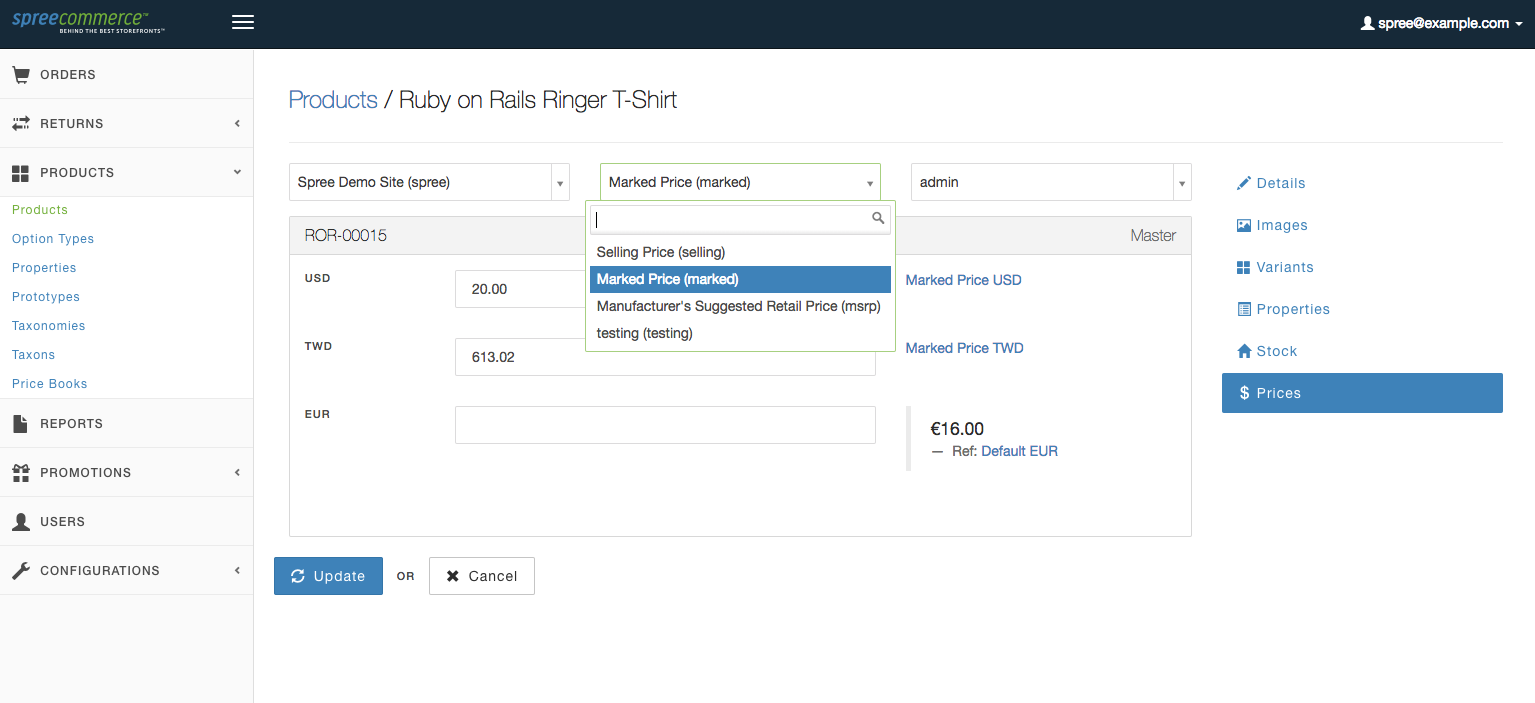 spreecommerce™
BEHIND THE BEST STOREFRONTS™
spree@example.com
ORDERS
RETURNS
PRODUCTS
Products
Option Types
Properties
Prototypes
Taxonomies
Taxons
Price Books
REPORTS
PROMOTIONS
USERS
CONFIGURATIONS
Products / Ruby on Rails Ringer T-Shirt
Spree Demo Site (spree)
Marked Price (marked)
admin
Selling Price (selling)
Marked Price (marked)
Manufacturer's Suggested Retail Price (msrp)
testing (testing)
ROR-00015
Master
USD
20.00
Marked Price USD
TWD
613.02
Marked Price TWD
EUR
€16.00
— Ref: Default EUR
Update
OR
Cancel
Details
Images
Variants
Properties
Stock
$ Prices